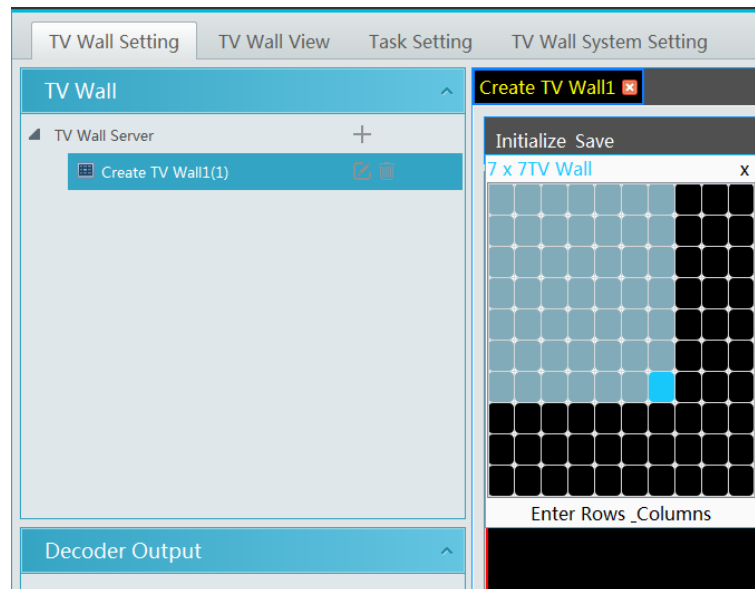 TV Wall Setting TV Wall View Task Setting TV Wall System Setting
TV Wall
Create TV Wall1
TV Wall Server
Initialize Save
Create TV Wall1(1)
7 x 7TV Wall x
Enter Rows _Columns
Decoder Output